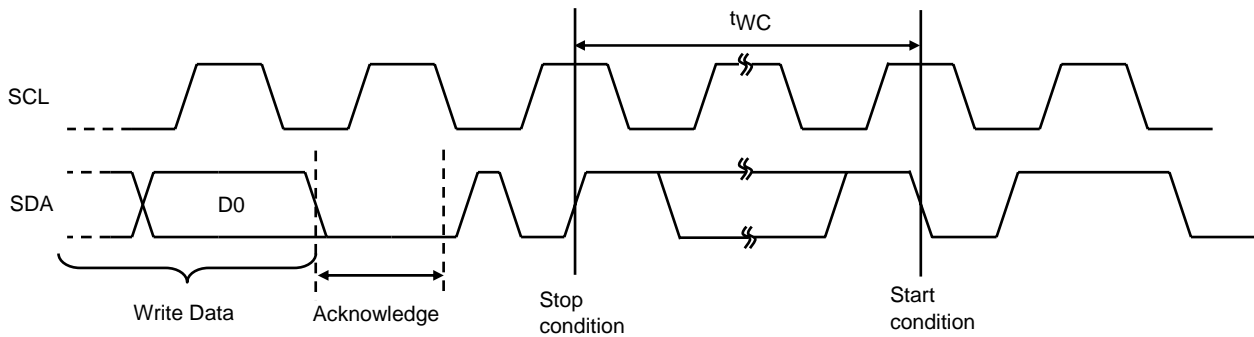 tWC
SCL
SDA
D0
Write Data
Acknowledge
Stop
condition
Start
condition